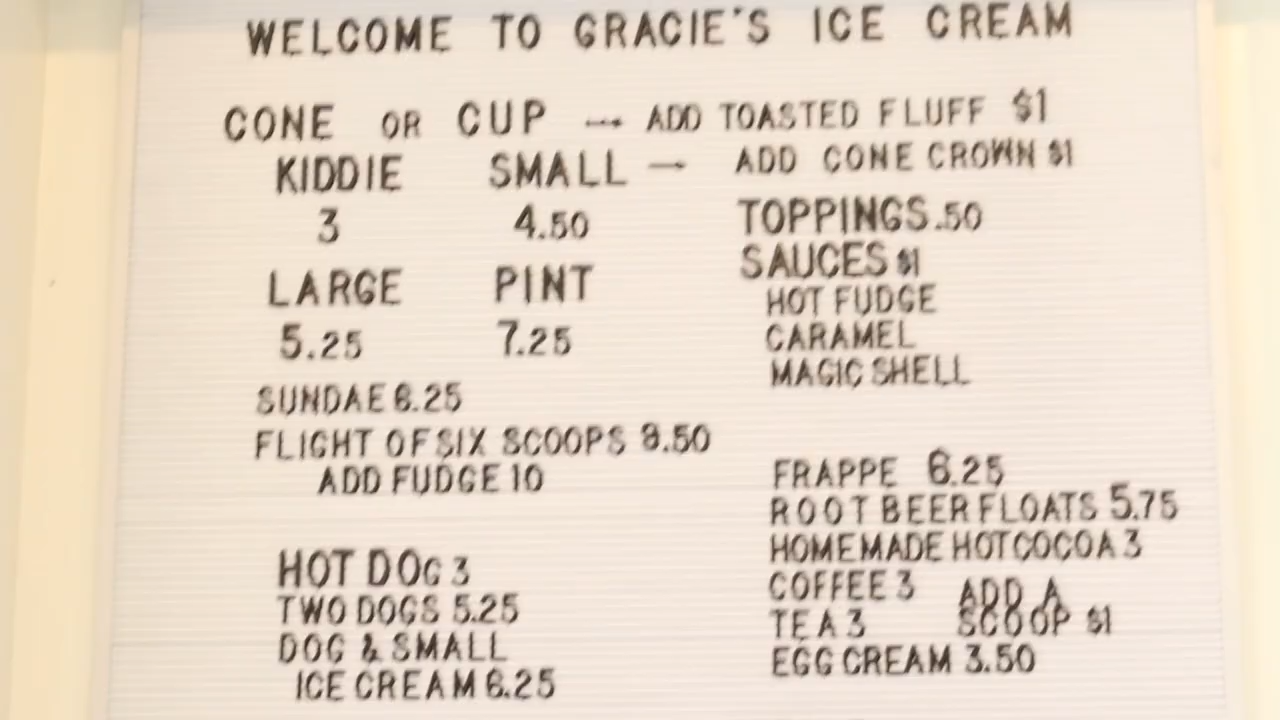 WELCOME TO GRACIE'S ICE CREAM
CONE OR CUP → ADD TOASTED FLUFF $1
KIDDIE SMALL → ADD CONE CROWN $1
3 4.50
LARGE PINT
5.25 7.25
SUNDAE 6.25
FLIGHT OF SIX SCOOPS 9.50
ADD FUDGE 10
HOT DOG 3
TWO DOGS 5.25
DOG & SMALL
ICE CREAM 6.25
TOPPINGS .50
SAUCES $1
HOT FUDGE
CARAMEL
MAGIC SHELL
FRAPPE 6.25
ROOT BEER FLOATS 5.75
HOMEMADE HOT COCOA 3
COFFEE 3 ADD A
TEA 3 SCOOP $1
EGG CREAM 3.50